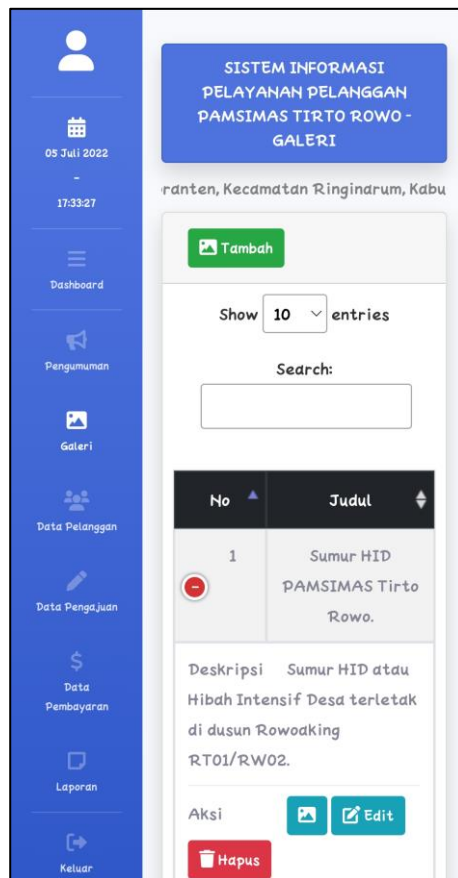 05 Juli 2022
-
17:33:27
Dashboard
Pengumuman
Galeri
Data Pelanggan
Data Pengajuan
Data
Pembayaran
Laporan
Keluar
SISTEM INFORMASI
PELAYANAN PELANGGAN
PAMSIMAS TIRTO ROWO -
GALERI
ranten, Kecamatan Ringinarum, Kabu
Tambah
Show 10 entries
Search:
No Judul
1 Sumur HID
PAMSIMAS Tirto
Rowo.
Deskripsi Sumur HID atau
Hibah Intensif Desa terletak
di dusun Rowoaking
RT01/RW02.
Aksi Edit
Hapus